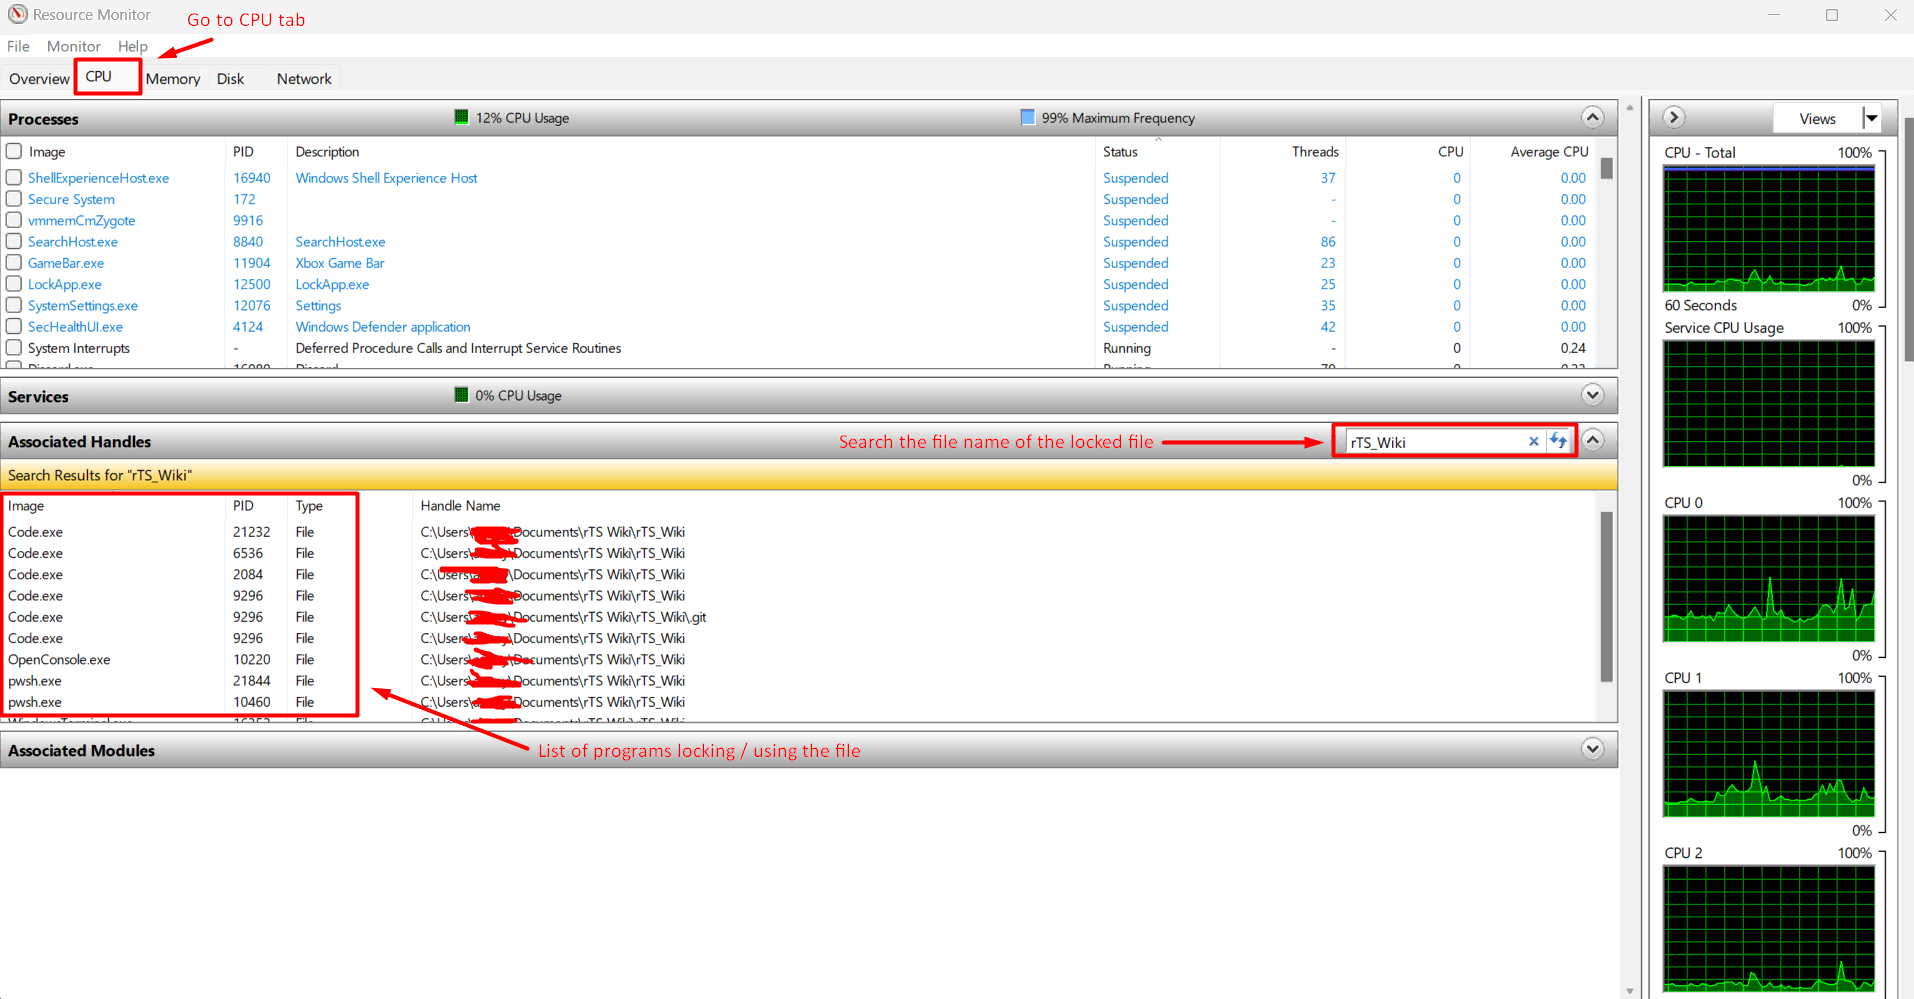 Resource Monitor
Go to CPU tab
File Monitor Help
Overview CPU Memory Disk Network
Processes 12% CPU Usage 99% Maximum Frequency
Image PID Description Status Threads CPU Average CPU
ShellExperienceHost.exe 16940 Windows Shell Experience Host Suspended 37 0 0.00
Secure System 172 Suspended - 0 0.00
vmmemCmZygote 9916 Suspended - 0 0.00
SearchHost.exe 8840 SearchHost.exe Suspended 86 0 0.00
GameBar.exe 11904 Xbox Game Bar Suspended 23 0 0.00
LockApp.exe 12500 LockApp.exe Suspended 25 0 0.00
SystemSettings.exe 12076 Settings Suspended 35 0 0.00
SecHealthUI.exe 4124 Windows Defender application Suspended 42 0 0.00
System Interrupts - Deferred Procedure Calls and Interrupt Service Routines Running - 0 0.24
Services 0% CPU Usage
Associated Handles Search the file name of the locked file rTS_Wiki
Search Results for "rTS_Wiki"
Image PID Type Handle Name
Code.exe 21232 File C:\Users\ Documents\rTS Wiki\rTS_Wiki
Code.exe 6536 File C:\Users\ \Documents\rTS Wiki\rTS_Wiki
Code.exe 2084 File C:\Users\ \Documents\rTS Wiki\rTS_Wiki
Code.exe 9296 File C:\Users\ \Documents\rTS Wiki\rTS_Wiki
Code.exe 9296 File C:\Users\ Documents\rTS Wiki\rTS_Wiki\.git
Code.exe 9296 File C:\Users \Documents\rTS Wiki\rTS_Wiki
OpenConsole.exe 10220 File C:\Users\ Documents\rTS Wiki\rTS_Wiki
pwsh.exe 21844 File C:\Users \Documents\rTS Wiki\rTS_Wiki
pwsh.exe 10460 File C:\Users\ \Documents\rTS Wiki\rTS_Wiki
List of programs locking / using the file
Associated Modules
Views
CPU - Total 100%
60 Seconds 0%
Service CPU Usage 100%
0%
CPU 0 100%
0%
CPU 1 100%
0%
CPU 2 100%